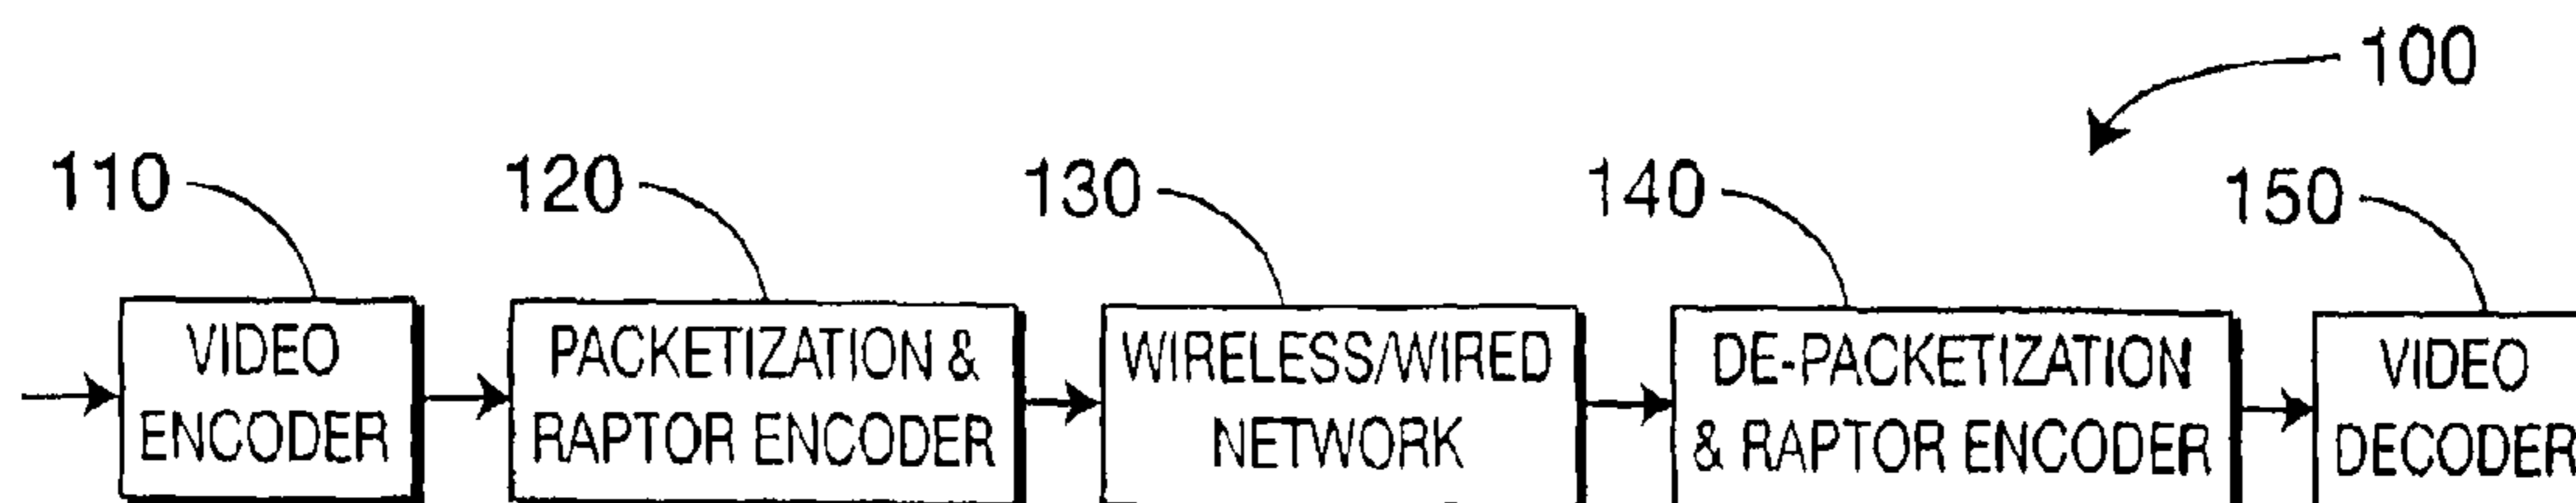 100
110
120
130
140
150
VIDEO
ENCODER
PACKETIZATION &
RAPTOR ENCODER
WIRELESS/WIRED
NETWORK
DE-PACKETIZATION
& RAPTOR ENCODER
VIDEO
DECODER